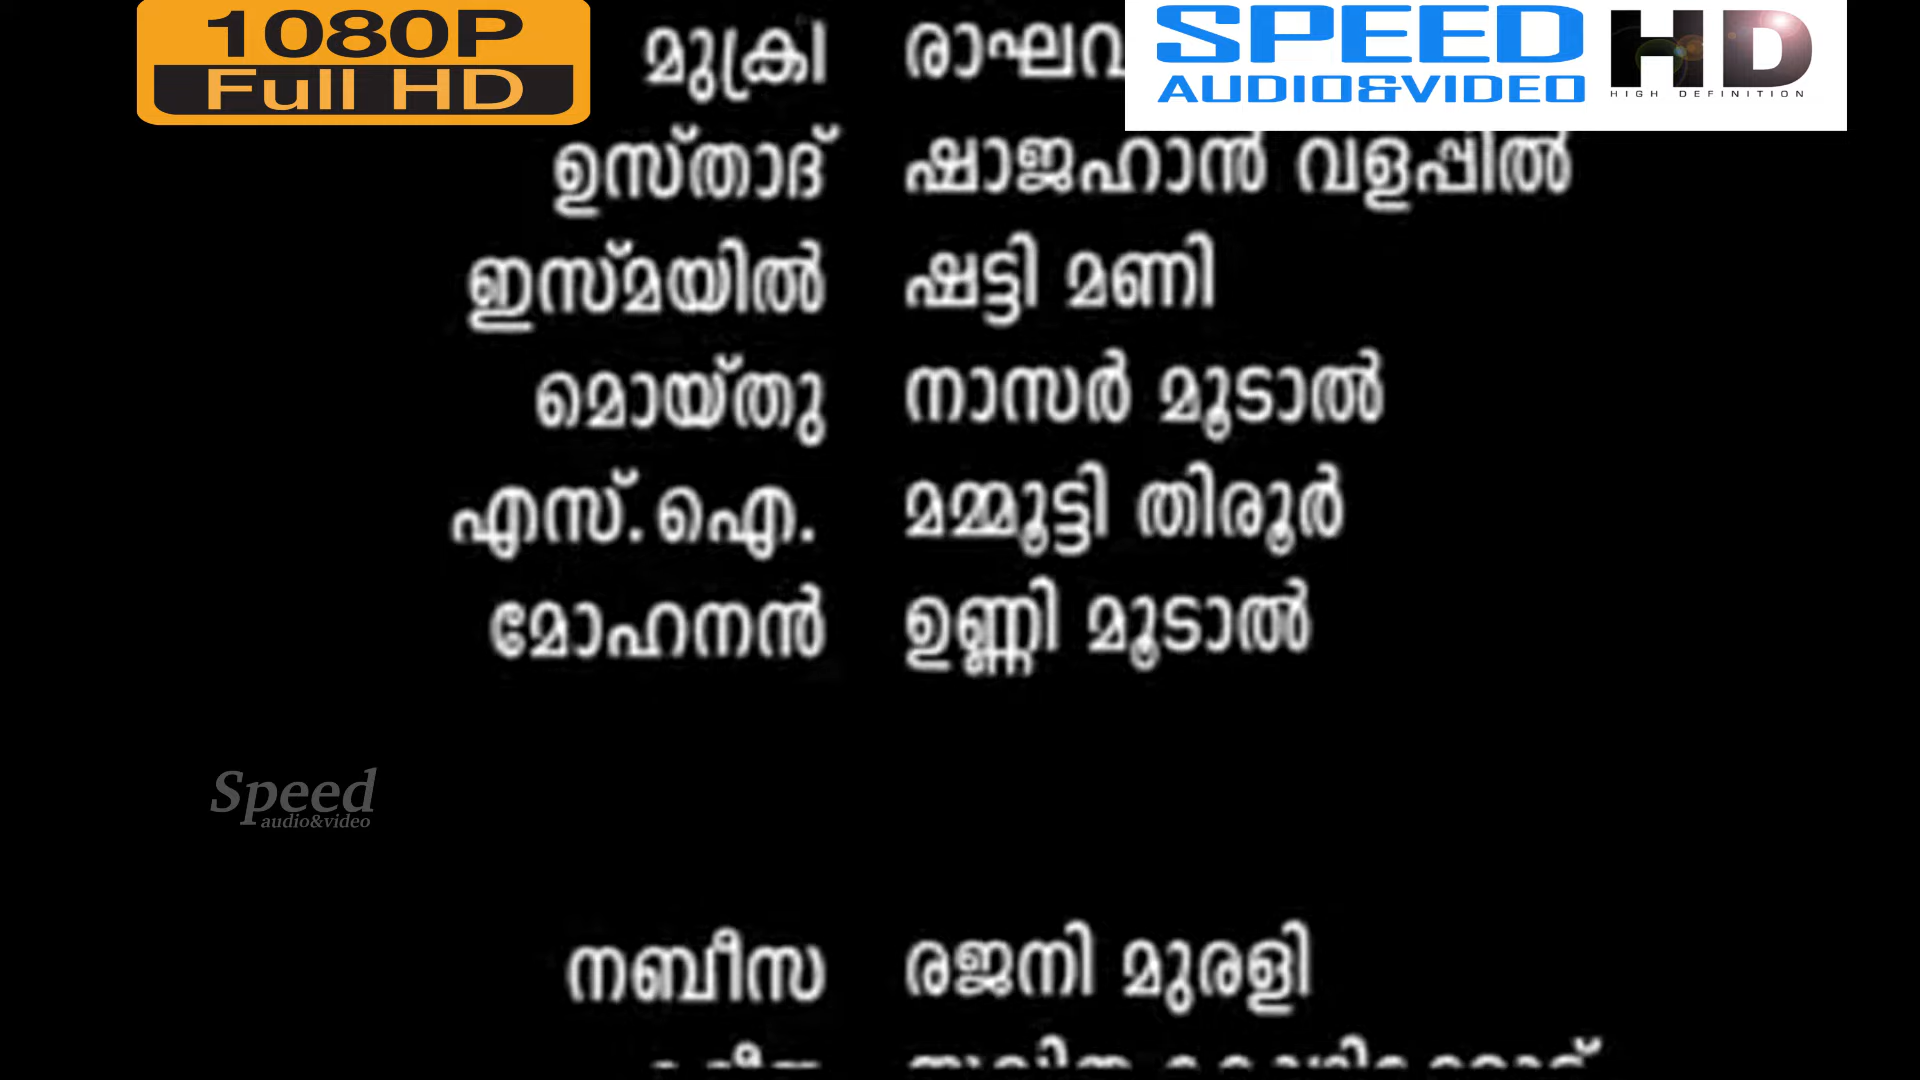 1080P
Full HD
SPEED HD
AUDIO&VIDEO HIGH DEFINITION
മുക്രി
ഉസ്താദ് ഷാജഹാൻ വളപ്പിൽ
ഇസ്മയിൽ ഷട്ടി മണി
മൊയ്തു നാസർ മൂടാൽ
എസ്.ഐ. മമ്മൂട്ടി തിരൂർ
മോഹനൻ ഉണ്ണി മൂടാൽ
Speed
audio&video
നബീസ രജനി മുരളി